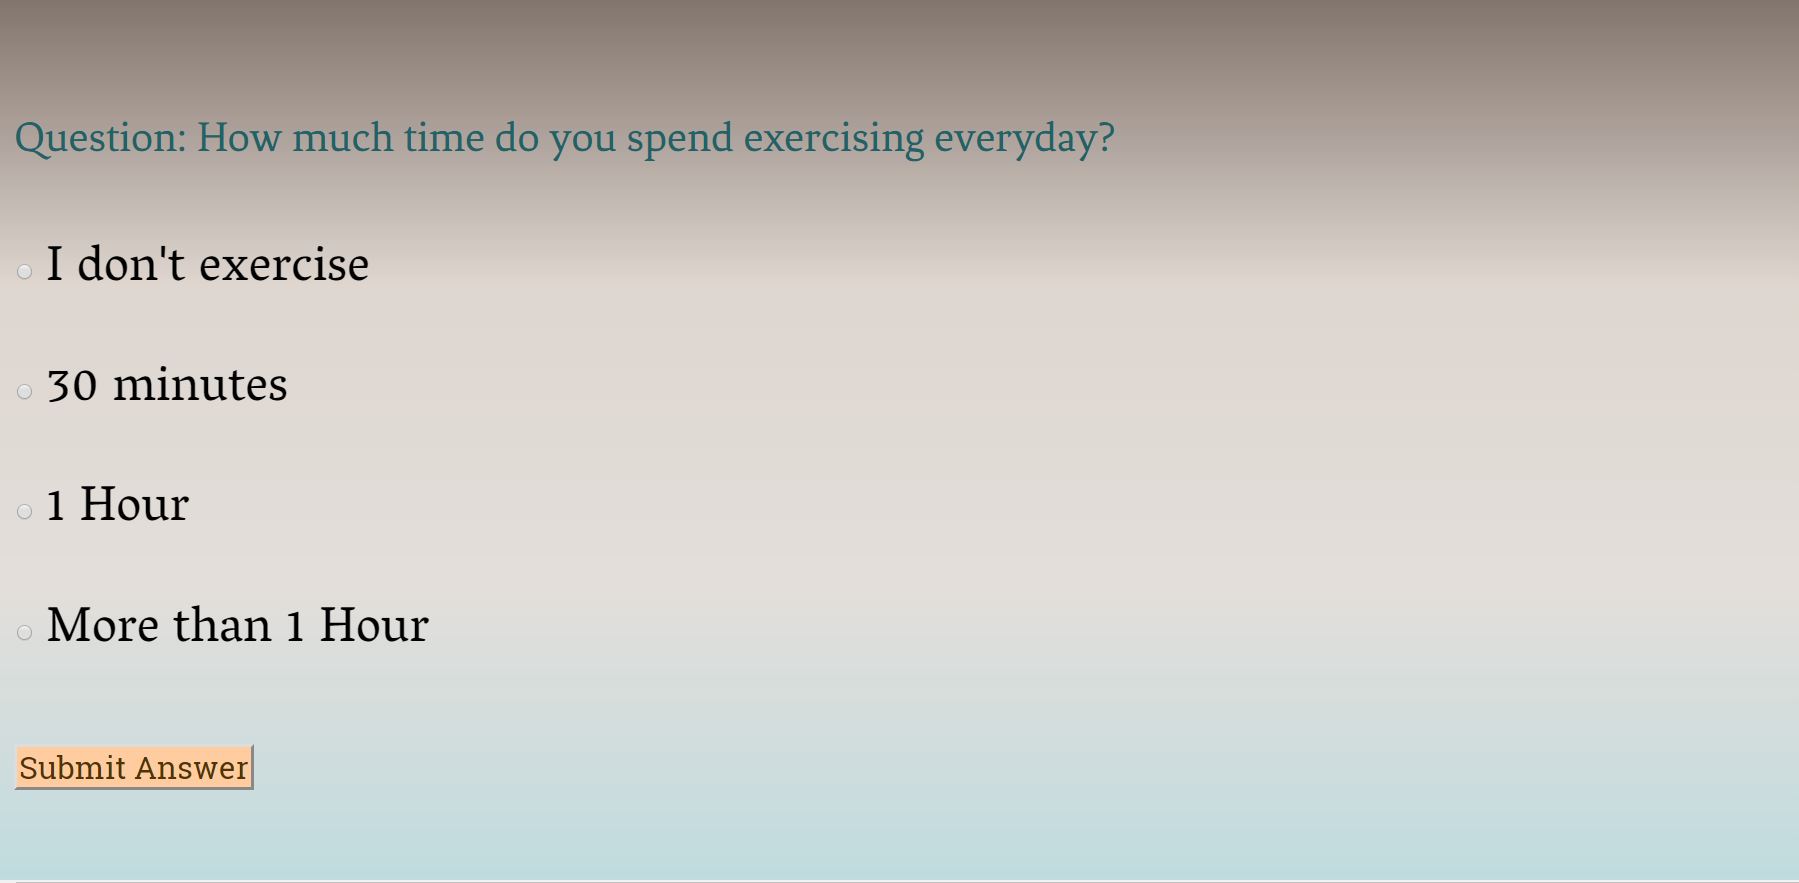 Question: How much time do you spend exercising everyday?
I don't exercise
30 minutes
1 Hour
More than 1 Hour
Submit Answer